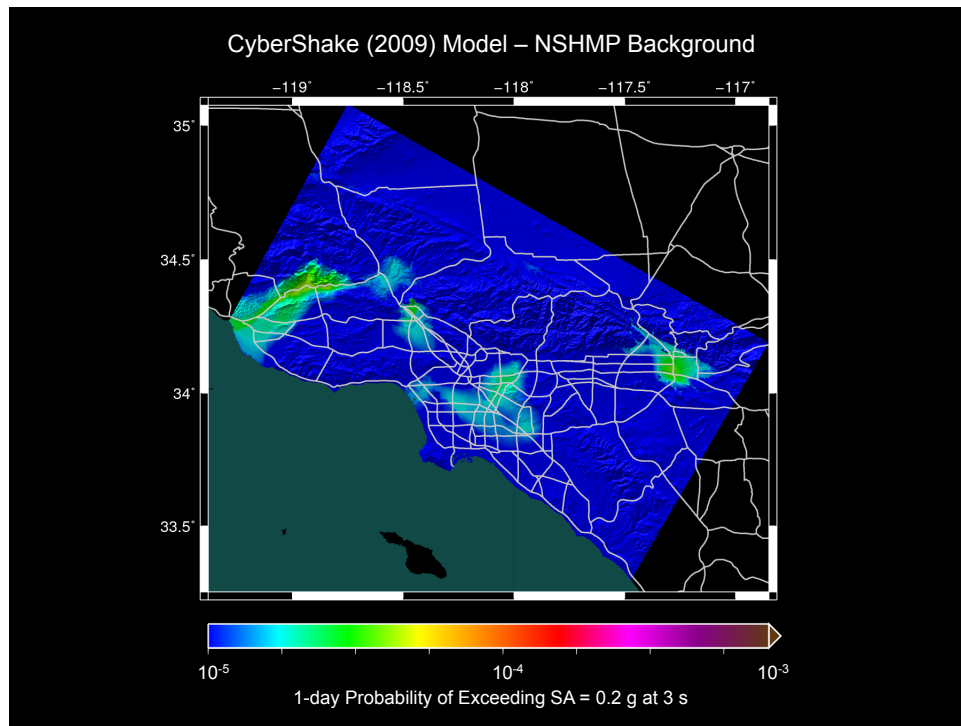 CyberShake (2009) Model – NSHMP Background
−119˚ −118.5˚ −118˚ −117.5˚ −117˚
35˚
34.5˚
34˚
33.5˚
10-5 10-4 10-3
1-day Probability of Exceeding SA = 0.2 g at 3 s